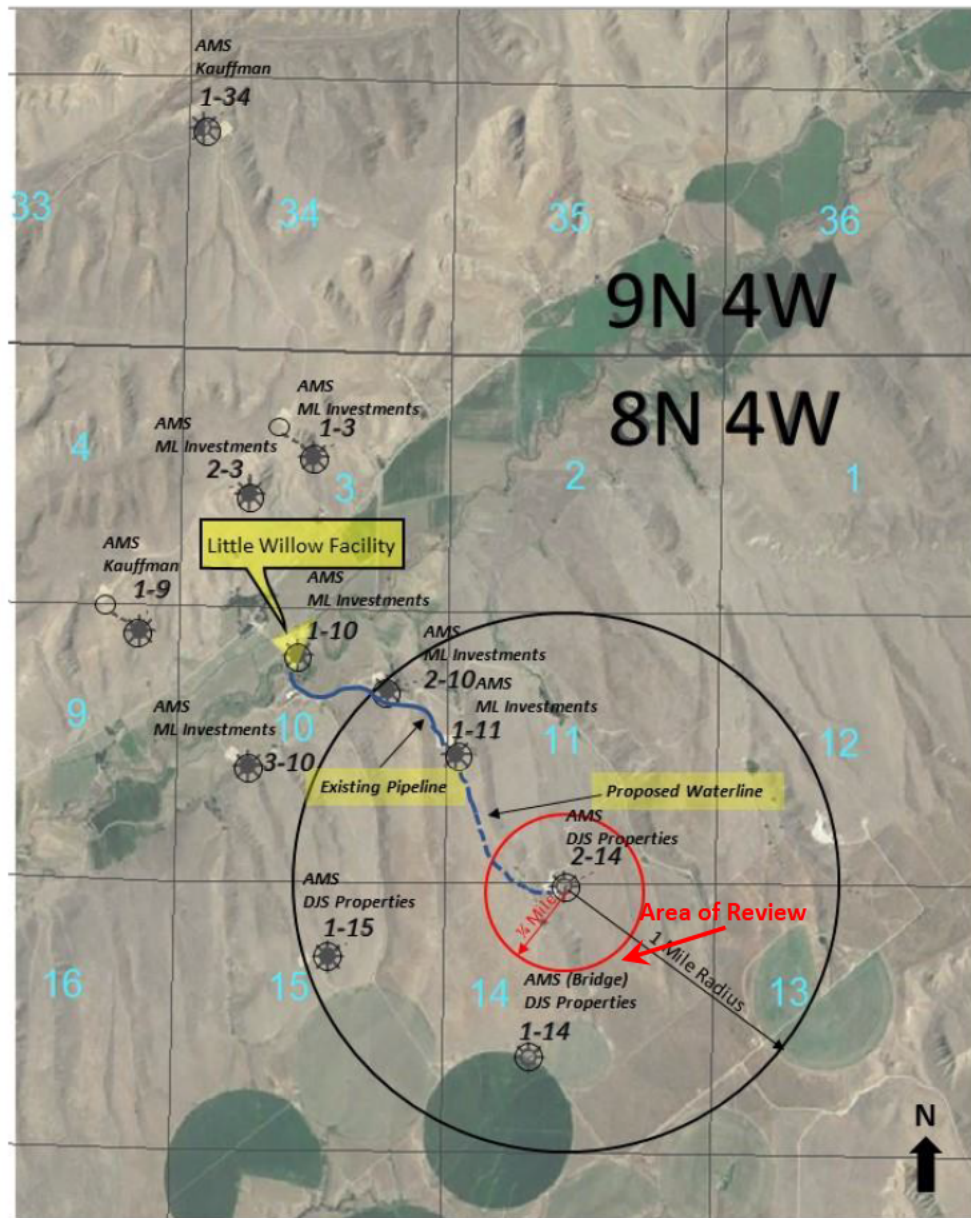 AMS
Kauffman
1-34
33
34
35
36
9N 4W
8N 4W
AMS
ML Investments
1-3
AMS
ML Investments
2-3
4
3
2
1
Little Willow Facility
AMS
Kauffman
1-9
AMS
ML Investments
1-10
AMS
ML Investments
2-10
AMS
ML Investments
1-11
9
10
11
12
AMS
ML Investments
3-10
Existing Pipeline
Proposed Waterline
AMS
DJS Properties
2-14
¼ Mile
Area of Review
1 Mile Radius
AMS
DJS Properties
1-15
16
15
14
13
AMS (Bridge)
DJS Properties
1-14
N